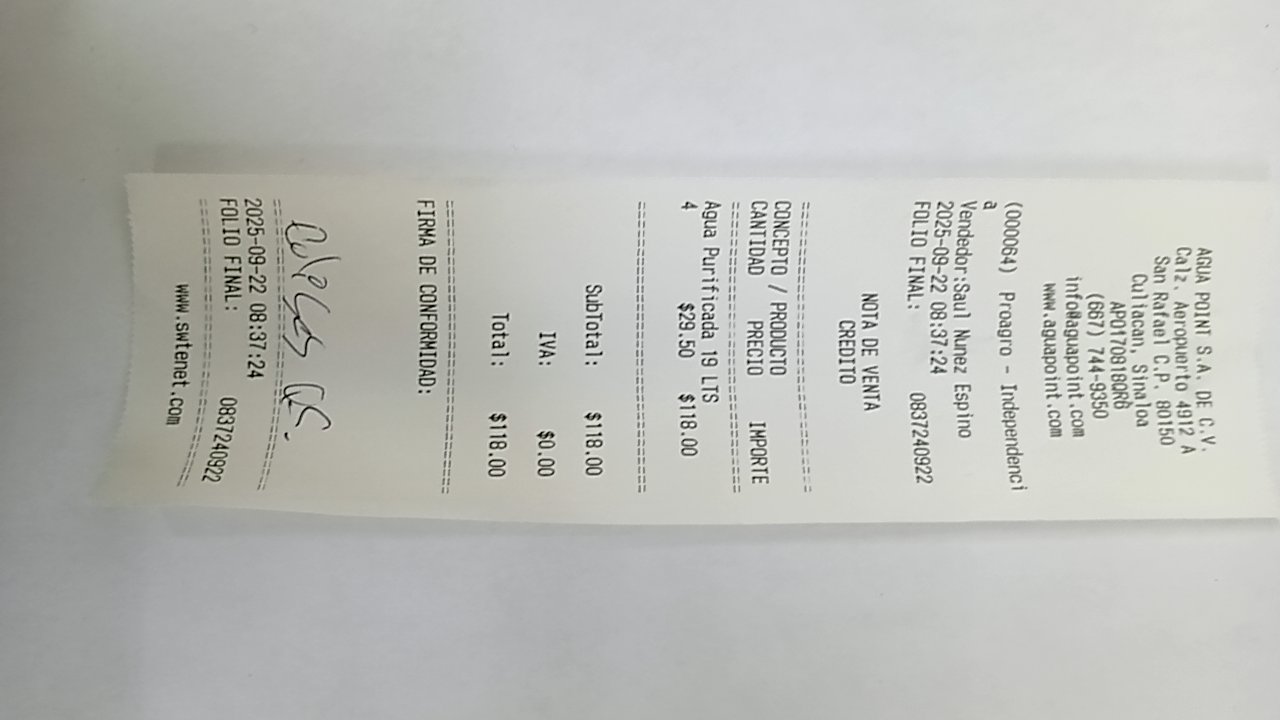 AGUA POINT S.A. DE C.V.
Calz. Aeropuerto 4912 A
San Rafael C.P. 80150
Culiacan, Sinaloa
APO170818QR6
(667) 744-9350
info@aguapoint.com
www.aguapoint.com
(000064) Proagro - Independenci
a
Vendedor:Saul Nunez Espino
2025-09-22 08:37:24
FOLIO FINAL: 0837240922
NOTA DE VENTA
CREDITO
CONCEPTO / PRODUCTO
CANTIDAD PRECIO IMPORTE
Agua Purificada 19 LTS
4 $29.50 $118.00
SubTotal: $118.00
IVA: $0.00
Total: $118.00
FIRMA DE CONFORMIDAD:
2025-09-22 08:37:24
FOLIO FINAL: 0837240922
www.swtenet.com